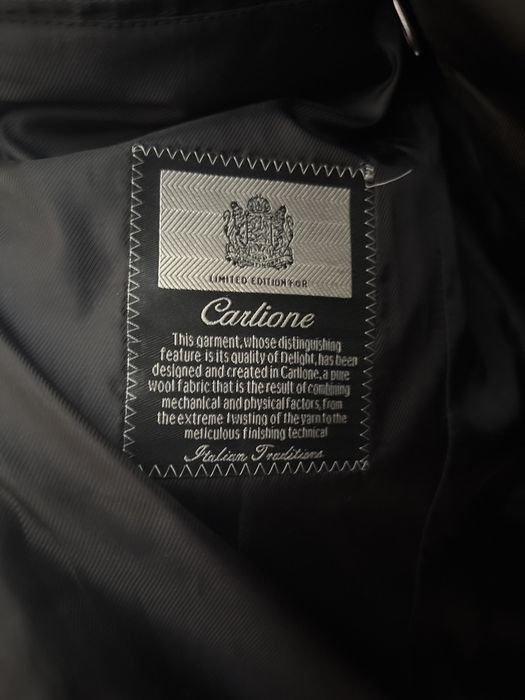 LIMITED EDITION FOR
Carlione
This garment, whose distinguishing
feature is its quality of Delight, has been
designed and created in Carlione, a pure
wool fabric that is the result of combining
mechanical and physical factors, from
the extreme twisting of the yarn to the
meticulous finishing technical
Italian Traditions